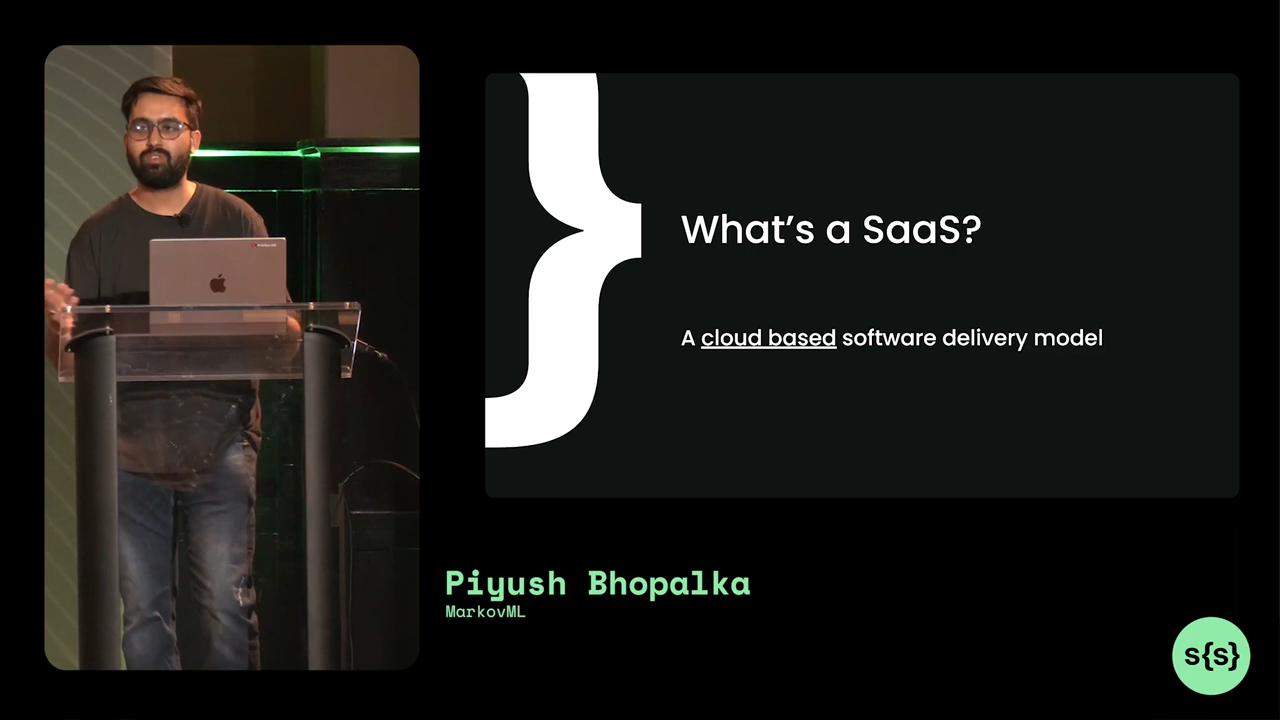 What's a SaaS?
A cloud based software delivery model
Piyush Bhopalka
MarkovML
s{s}